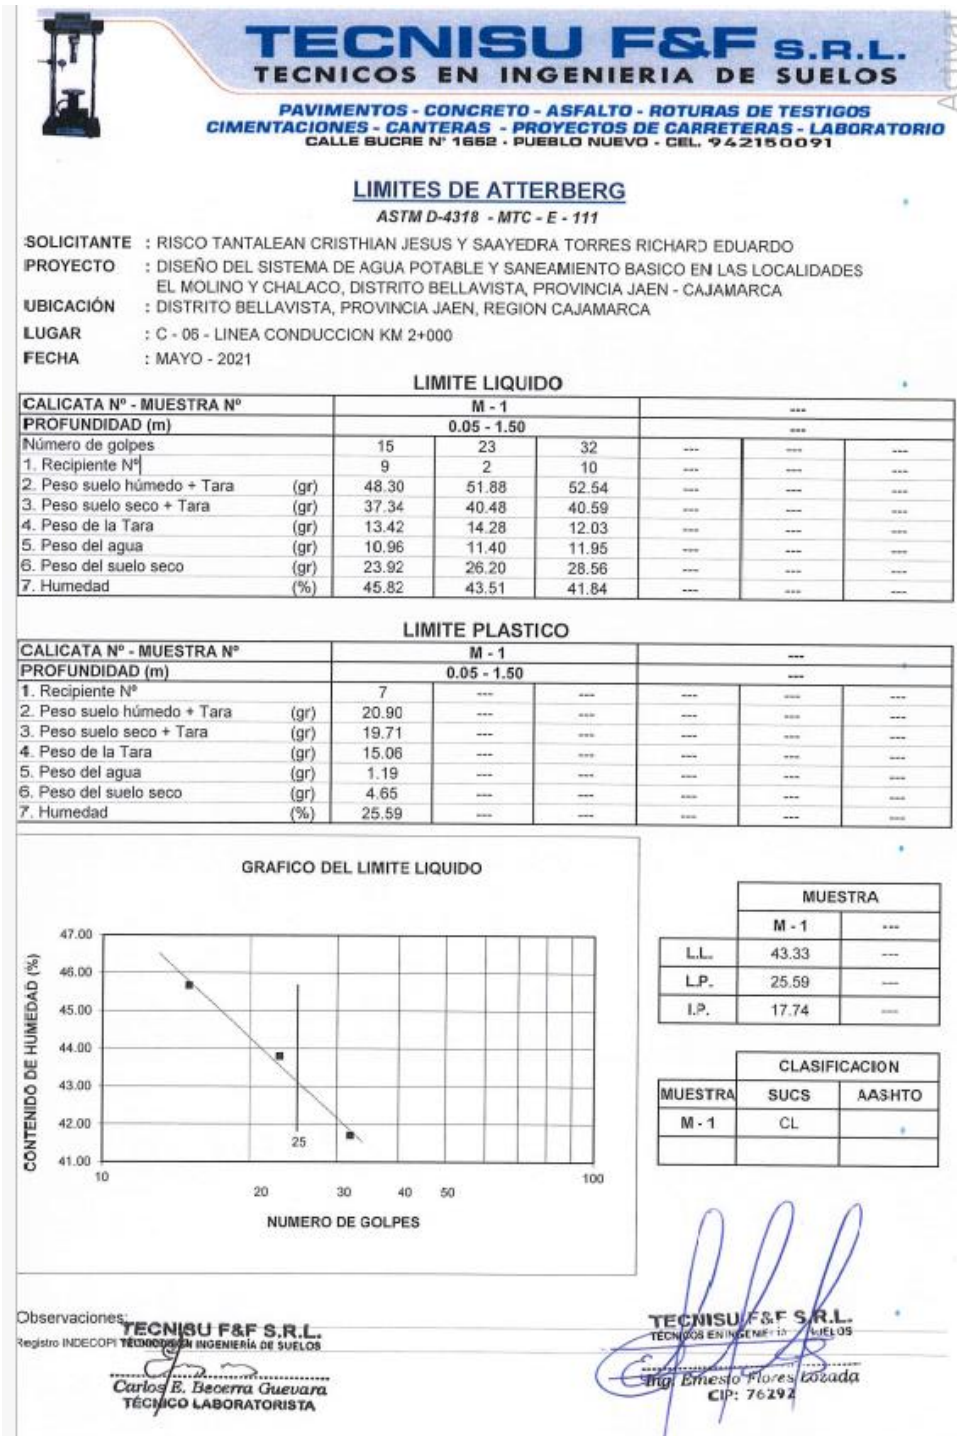 Activar
TECNISU F&F S.R.L.
TECNICOS EN INGENIERIA DE SUELOS
PAVIMENTOS - CONCRETO - ASFALTO - ROTURAS DE TESTIGOS
CIMENTACIONES - CANTERAS - PROYECTOS DE CARRETERAS - LABORATORIO
CALLE SUCRE Nº 1662 - PUEBLO NUEVO - CEL. 942150091
LIMITES DE ATTERBERG
ASTM D-4318 - MTC - E - 111
SOLICITANTE : RISCO TANTALEAN CRISTHIAN JESUS Y SAAYEDRA TORRES RICHARD EDUARDO
PROYECTO : DISEÑO DEL SISTEMA DE AGUA POTABLE Y SANEAMIENTO BASICO EN LAS LOCALIDADES
EL MOLINO Y CHALACO, DISTRITO BELLAVISTA, PROVINCIA JAEN - CAJAMARCA
UBICACIÓN : DISTRITO BELLAVISTA, PROVINCIA JAEN, REGION CAJAMARCA
LUGAR : C - 06 - LINEA CONDUCCION KM 2+000
FECHA : MAYO - 2021
LIMITE LIQUIDO
CALICATA Nº - MUESTRA Nº M - 1 ---
PROFUNDIDAD (m) 0.05 - 1.50 ---
Número de golpes 15 23 32 --- --- ---
1. Recipiente Nº 9 2 10 --- --- ---
2. Peso suelo húmedo + Tara (gr) 48.30 51.88 52.54 --- --- ---
3. Peso suelo seco + Tara (gr) 37.34 40.48 40.59 --- --- ---
4. Peso de la Tara (gr) 13.42 14.28 12.03 --- --- ---
5. Peso del agua (gr) 10.96 11.40 11.95 --- --- ---
6. Peso del suelo seco (gr) 23.92 26.20 28.56 --- --- ---
7. Humedad (%) 45.82 43.51 41.84 --- --- ---
LIMITE PLASTICO
CALICATA Nº - MUESTRA Nº M - 1 ---
PROFUNDIDAD (m) 0.05 - 1.50 ---
1. Recipiente Nº 7 --- --- --- --- ---
2. Peso suelo húmedo + Tara (gr) 20.90 --- --- --- --- ---
3. Peso suelo seco + Tara (gr) 19.71 --- --- --- --- ---
4. Peso de la Tara (gr) 15.06 --- --- --- --- ---
5. Peso del agua (gr) 1.19 --- --- --- --- ---
6. Peso del suelo seco (gr) 4.65 --- --- --- --- ---
7. Humedad (%) 25.59 --- --- --- --- ---
GRAFICO DEL LIMITE LIQUIDO
CONTENIDO DE HUMEDAD (%)
47.00
46.00
45.00
44.00
43.00
42.00
41.00
25
10 20 30 40 50 100
NUMERO DE GOLPES
MUESTRA
M - 1 ---
L.L. 43.33 ---
L.P. 25.59 ---
I.P. 17.74 ---
CLASIFICACION
MUESTRA SUCS AASHTO
M - 1 CL
Observaciones:
Registro INDECOPI
TECNISU F&F S.R.L.
TÉCNICOS EN INGENIERÍA DE SUELOS
Carlos E. Becerra Guevara
TÉCNICO LABORATORISTA
TECNISU F&F S.R.L.
TÉCNICOS EN INGENIERÍA SUELOS
Ing. Ernesto Flores Lozada
CIP: 76292